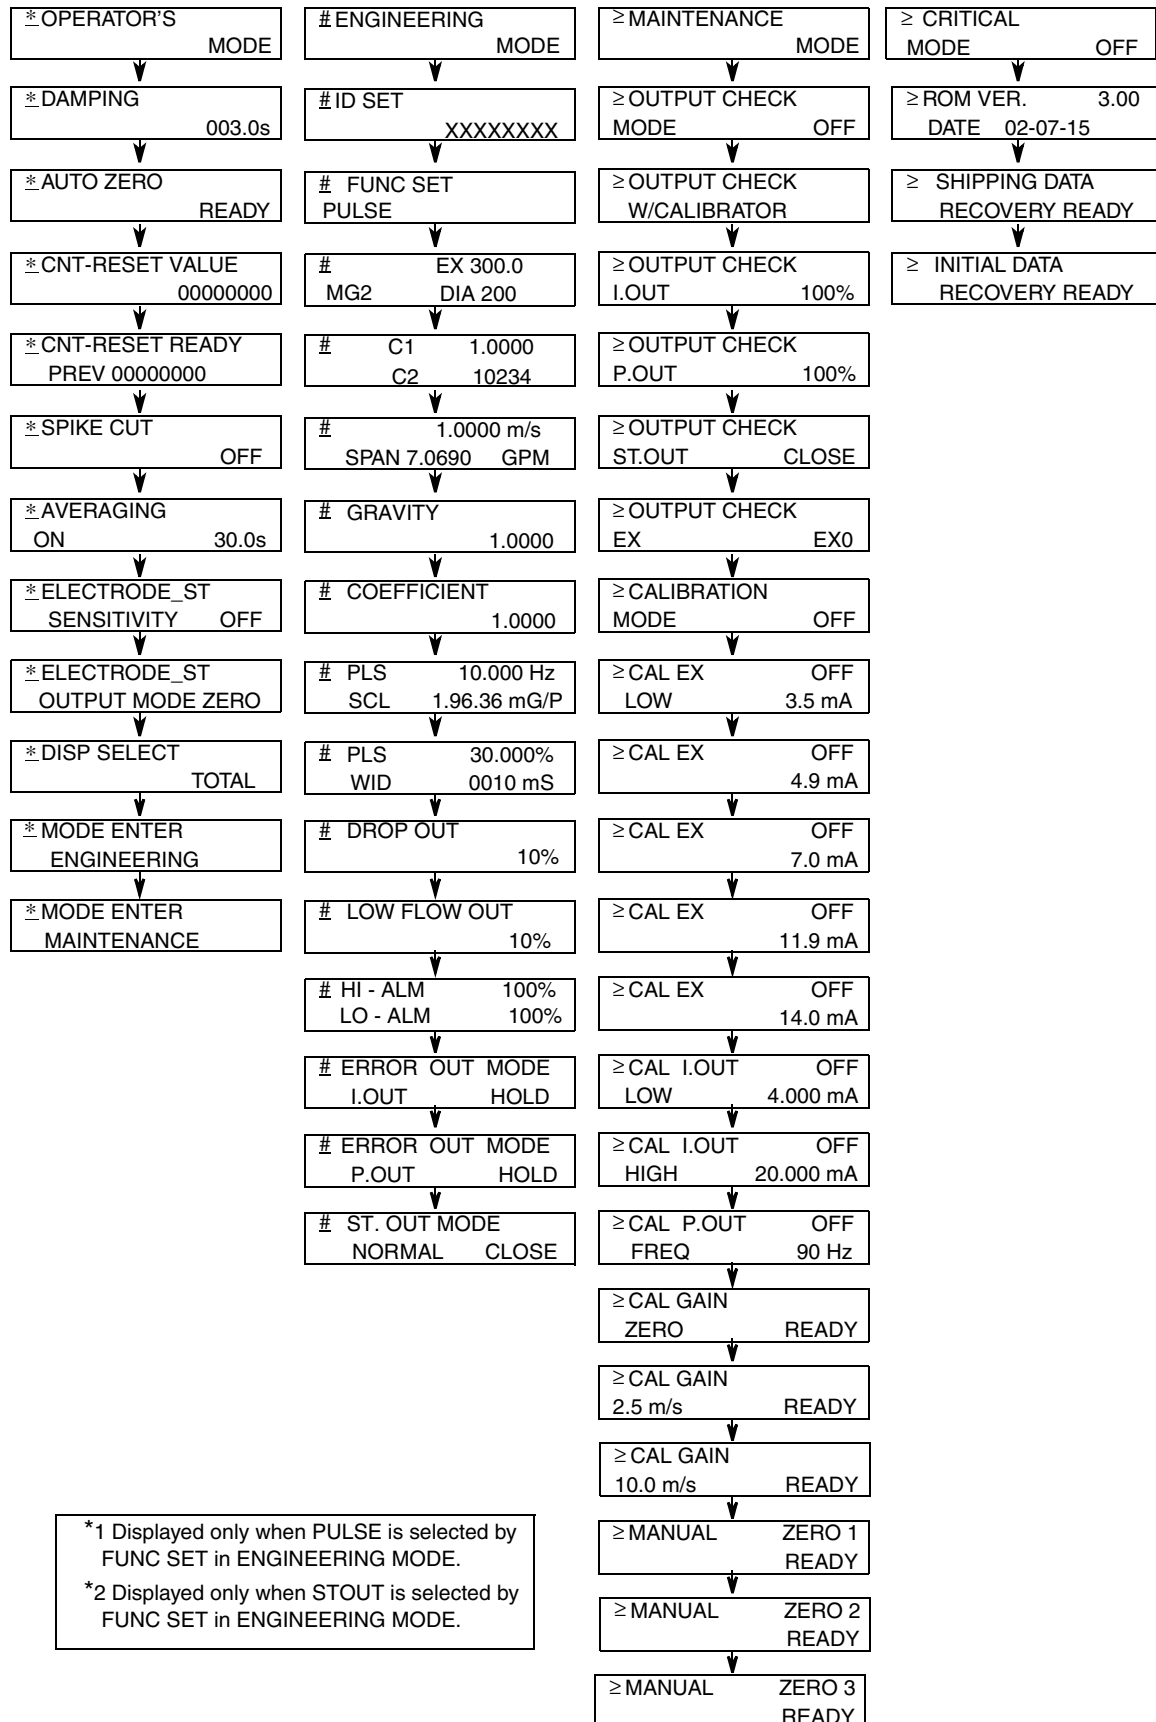 * OPERATOR'S
MODE
* DAMPING
003.0s
* AUTO ZERO
READY
* CNT-RESET VALUE
00000000
* CNT-RESET READY
PREV 00000000
* SPIKE CUT
OFF
* AVERAGING
ON 30.0s
* ELECTRODE_ST
SENSITIVITY OFF
* ELECTRODE_ST
OUTPUT MODE ZERO
* DISP SELECT
TOTAL
* MODE ENTER
ENGINEERING
* MODE ENTER
MAINTENANCE
# ENGINEERING
MODE
# ID SET
XXXXXXXX
# FUNC SET
PULSE
# EX 300.0
MG2 DIA 200
# C1 1.0000
C2 10234
# 1.0000 m/s
SPAN 7.0690 GPM
# GRAVITY
1.0000
# COEFFICIENT
1.0000
# PLS 10.000 Hz
SCL 1.96.36 mG/P
# PLS 30.000%
WID 0010 mS
# DROP OUT
10%
# LOW FLOW OUT
10%
# HI - ALM 100%
LO - ALM 100%
# ERROR OUT MODE
I.OUT HOLD
# ERROR OUT MODE
P.OUT HOLD
# ST. OUT MODE
NORMAL CLOSE
≥ MAINTENANCE
MODE
≥ OUTPUT CHECK
MODE OFF
≥ OUTPUT CHECK
W/CALIBRATOR
≥ OUTPUT CHECK
I.OUT 100%
≥ OUTPUT CHECK
P.OUT 100%
≥ OUTPUT CHECK
ST.OUT CLOSE
≥ OUTPUT CHECK
EX EX0
≥ CALIBRATION
MODE OFF
≥ CAL EX OFF
LOW 3.5 mA
≥ CAL EX OFF
4.9 mA
≥ CAL EX OFF
7.0 mA
≥ CAL EX OFF
11.9 mA
≥ CAL EX OFF
14.0 mA
≥ CAL I.OUT OFF
LOW 4.000 mA
≥ CAL I.OUT OFF
HIGH 20.000 mA
≥ CAL P.OUT OFF
FREQ 90 Hz
≥ CAL GAIN
ZERO READY
≥ CAL GAIN
2.5 m/s READY
≥ CAL GAIN
10.0 m/s READY
≥ MANUAL ZERO 1
READY
≥ MANUAL ZERO 2
READY
≥ MANUAL ZERO 3
READY
≥ CRITICAL
MODE OFF
≥ ROM VER. 3.00
DATE 02-07-15
≥ SHIPPING DATA
RECOVERY READY
≥ INITIAL DATA
RECOVERY READY
*1 Displayed only when PULSE is selected by
FUNC SET in ENGINEERING MODE.
*2 Displayed only when STOUT is selected by
FUNC SET in ENGINEERING MODE.